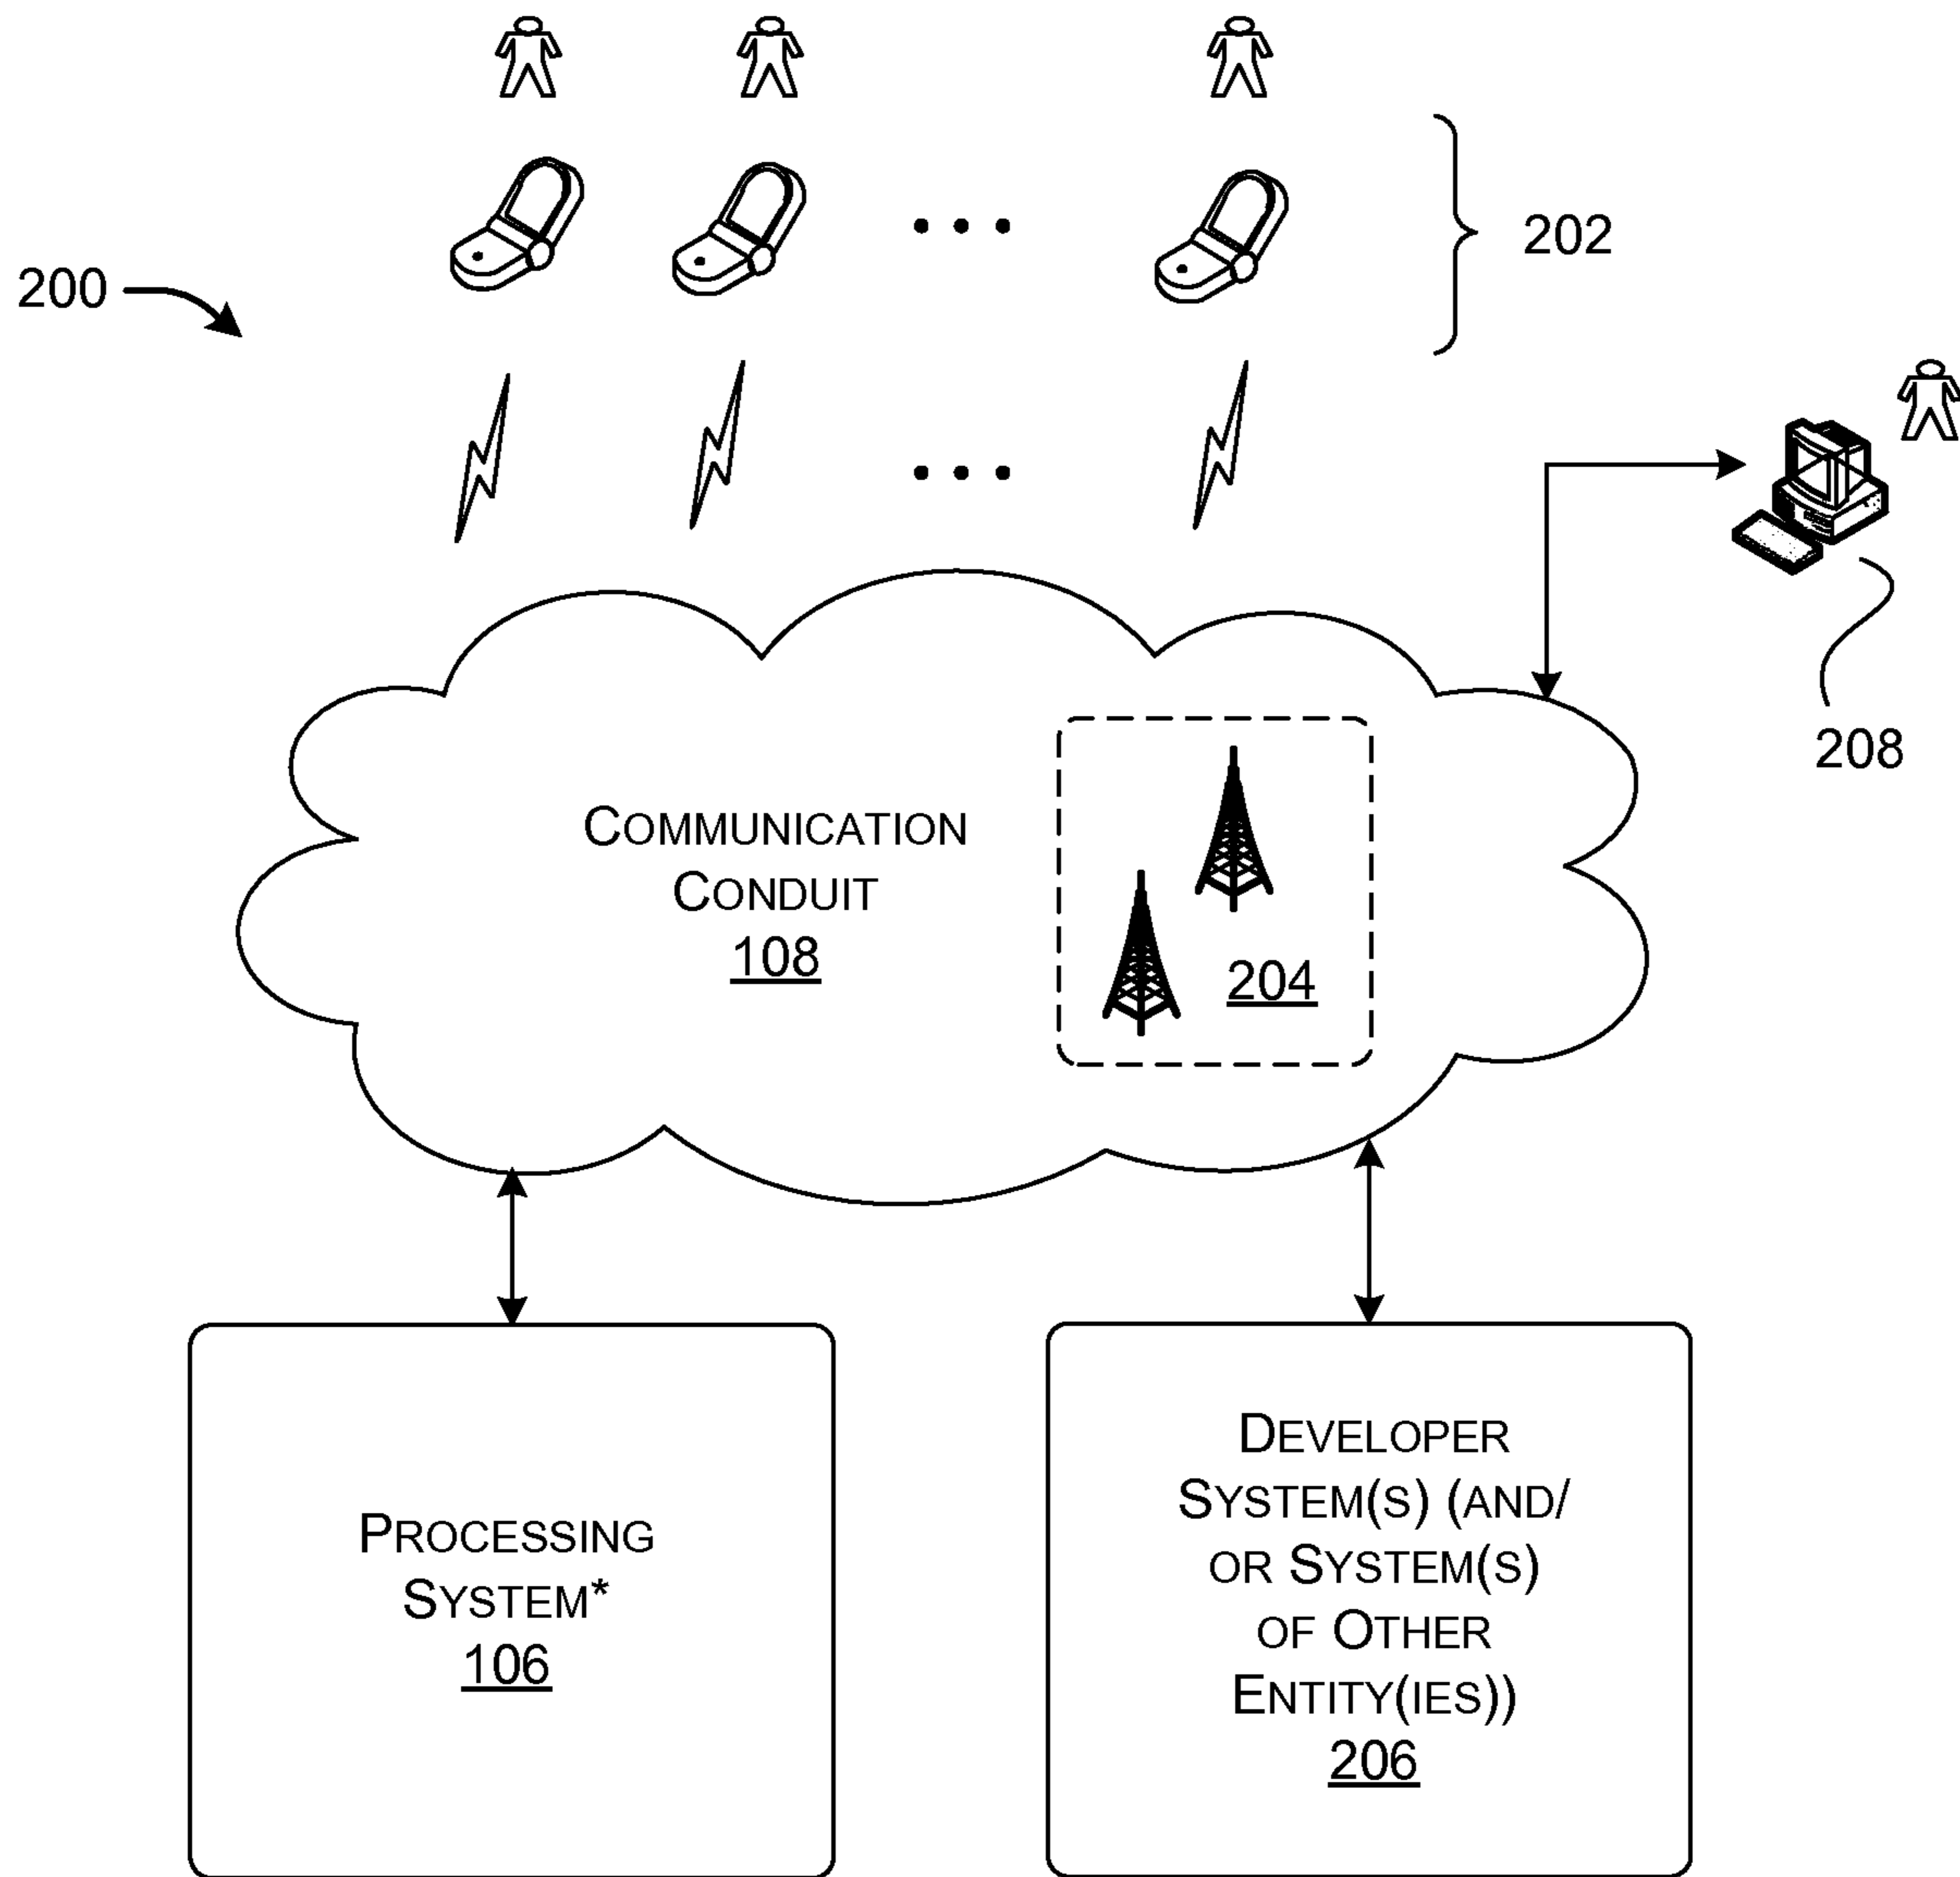 202
200
208
COMMUNICATION
CONDUIT
108
204
PROCESSING
SYSTEM*
106
DEVELOPER
SYSTEM(S) (AND/
OR SYSTEM(S)
OF OTHER
ENTITY(IES))
206